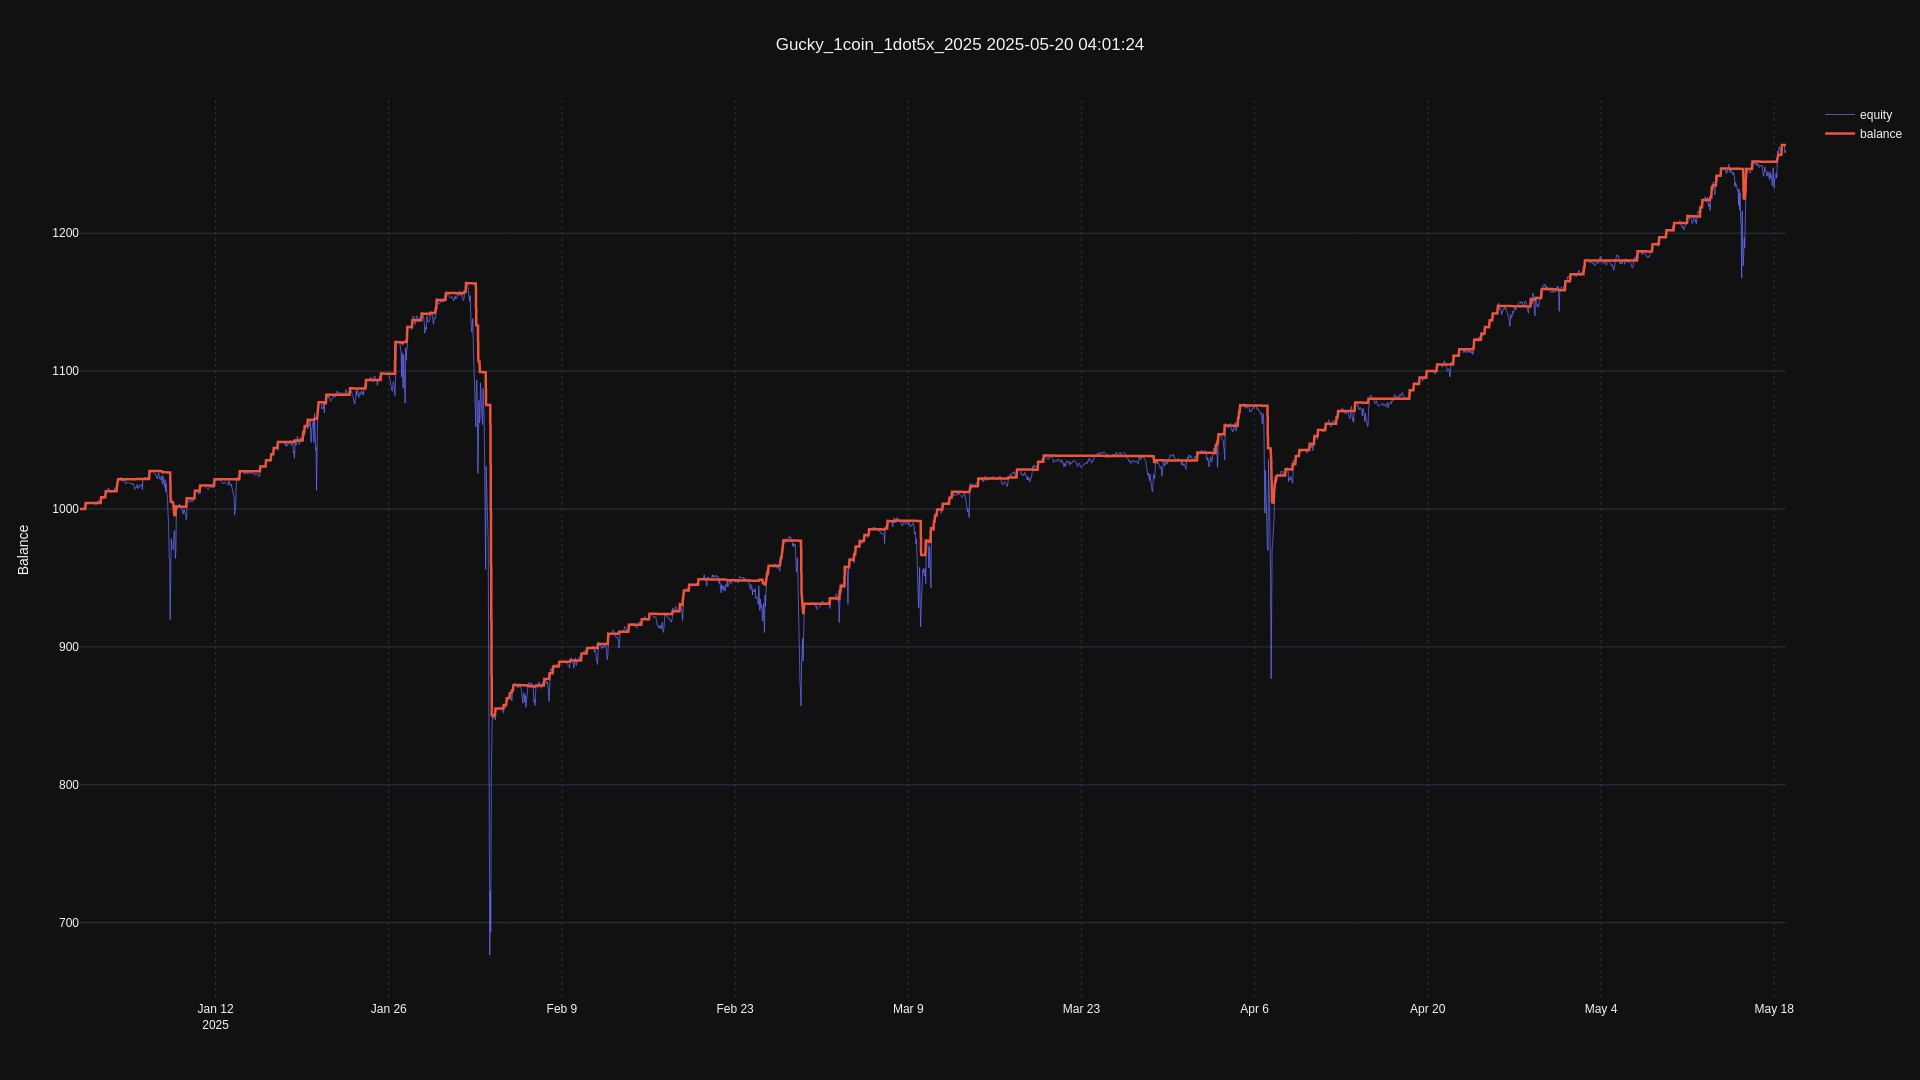 Gucky_1coin_1dot5x_2025 2025-05-20 04:01:24
equity
balance
Balance
1200
1100
1000
900
800
700
Jan 12
2025
Jan 26
Feb 9
Feb 23
Mar 9
Mar 23
Apr 6
Apr 20
May 4
May 18